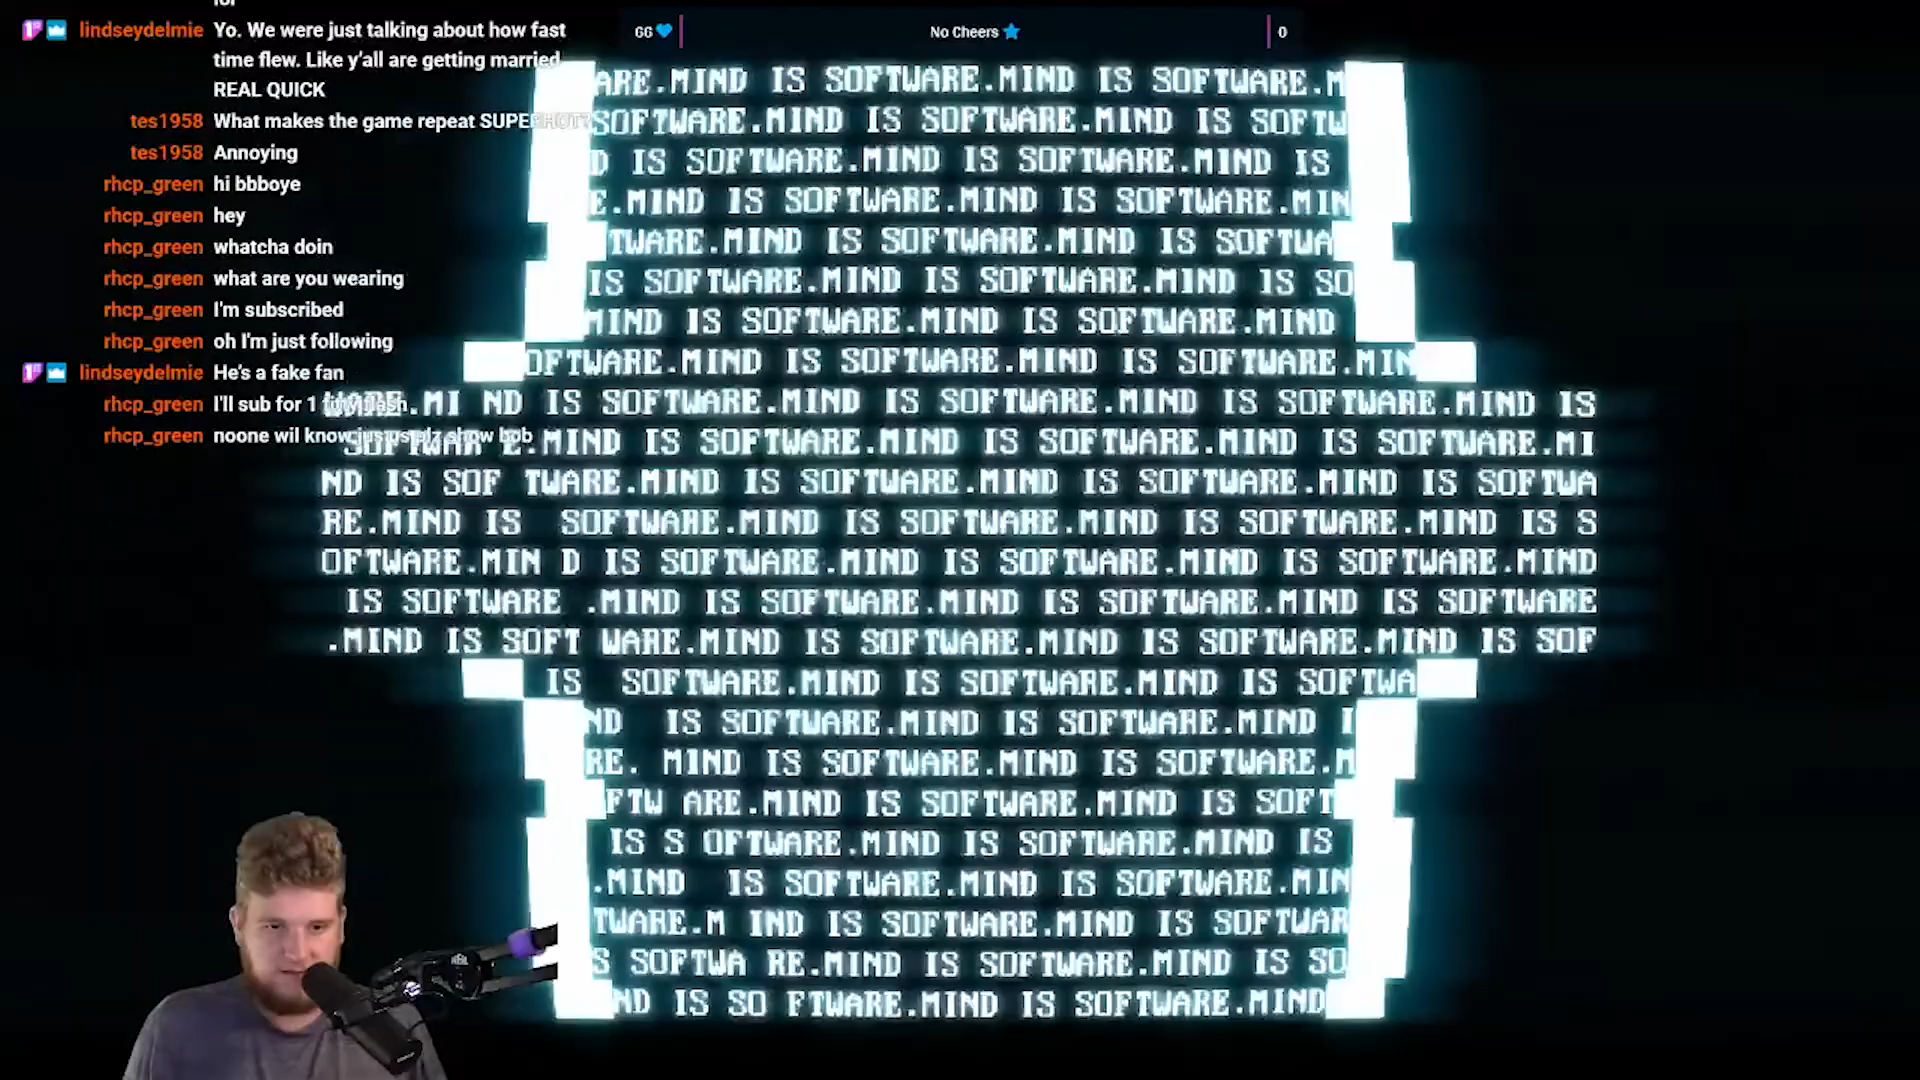 lindseydelmie Yo. We were just talking about how fast
time flew. Like y'all are getting married
REAL QUICK
tes1958 What makes the game repeat SUPERHOT?
tes1958 Annoying
rhcp_green hi bbboye
rhcp_green hey
rhcp_green whatcha doin
rhcp_green what are you wearing
rhcp_green I'm subscribed
rhcp_green oh I'm just following
lindseydelmie He's a fake fan
rhcp_green I'll sub for 1
rhcp_green noone wil know just us plz show bob
GG
No Cheers
0
ARE.MIND IS SOFTWARE.MIND IS SOFTWARE.M
SOFTWARE.MIND IS SOFTWARE.MIND IS SOFTW
D IS SOFTWARE.MIND IS SOFTWARE.MIND IS
E.MIND IS SOFTWARE.MIND IS SOFTWARE.MIN
TWARE.MIND IS SOFTWARE.MIND IS SOFTWA
IS SOFTWARE.MIND IS SOFTWARE.MIND IS SO
MIND IS SOFTWARE.MIND IS SOFTWARE.MIND
OFTWARE.MIND IS SOFTWARE.MIND IS SOFTWARE.MIN
WARE.MI ND IS SOFTWARE.MIND IS SOFTWARE.MIND IS SOFTWARE.MIND IS
SOFTWAR E.MIND IS SOFTWARE.MIND IS SOFTWARE.MIND IS SOFTWARE.MI
ND IS SOF TWARE.MIND IS SOFTWARE.MIND IS SOFTWARE.MIND IS SOFTWA
RE.MIND IS SOFTWARE.MIND IS SOFTWARE.MIND IS SOFTWARE.MIND IS S
OFTWARE.MIN D IS SOFTWARE.MIND IS SOFTWARE.MIND IS SOFTWARE.MIND
IS SOFTWARE .MIND IS SOFTWARE.MIND IS SOFTWARE.MIND IS SOFTWARE
.MIND IS SOFT WARE.MIND IS SOFTWARE.MIND IS SOFTWARE.MIND IS SOF
IS SOFTWARE.MIND IS SOFTWARE.MIND IS SOFTWA
ND IS SOFTWARE.MIND IS SOFTWARE.MIND I
RE. MIND IS SOFTWARE.MIND IS SOFTWARE.M
FTW ARE.MIND IS SOFTWARE.MIND IS SOFT
IS S OFTWARE.MIND IS SOFTWARE.MIND IS
.MIND IS SOFTWARE.MIND IS SOFTWARE.MIN
TWARE.M IND IS SOFTWARE.MIND IS SOFTWAR
S SOFTWA RE.MIND IS SOFTWARE.MIND IS SO
ND IS SO FTWARE.MIND IS SOFTWARE.MIND